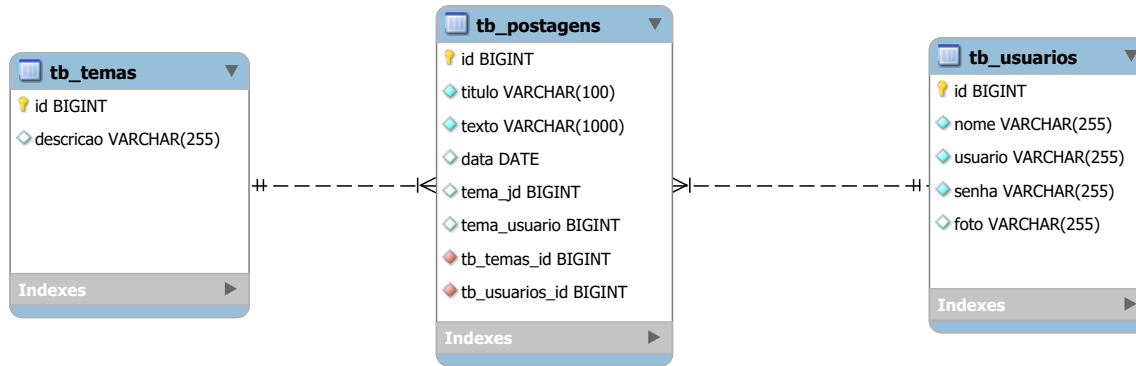 tb_temas
id BIGINT
descricao VARCHAR(255)
Indexes
tb_postagens
id BIGINT
titulo VARCHAR(100)
texto VARCHAR(1000)
data DATE
tema_jd BIGINT
tema_usuario BIGINT
tb_temas_id BIGINT
tb_usuarios_id BIGINT
Indexes
tb_usuarios
id BIGINT
nome VARCHAR(255)
usuario VARCHAR(255)
senha VARCHAR(255)
foto VARCHAR(255)
Indexes